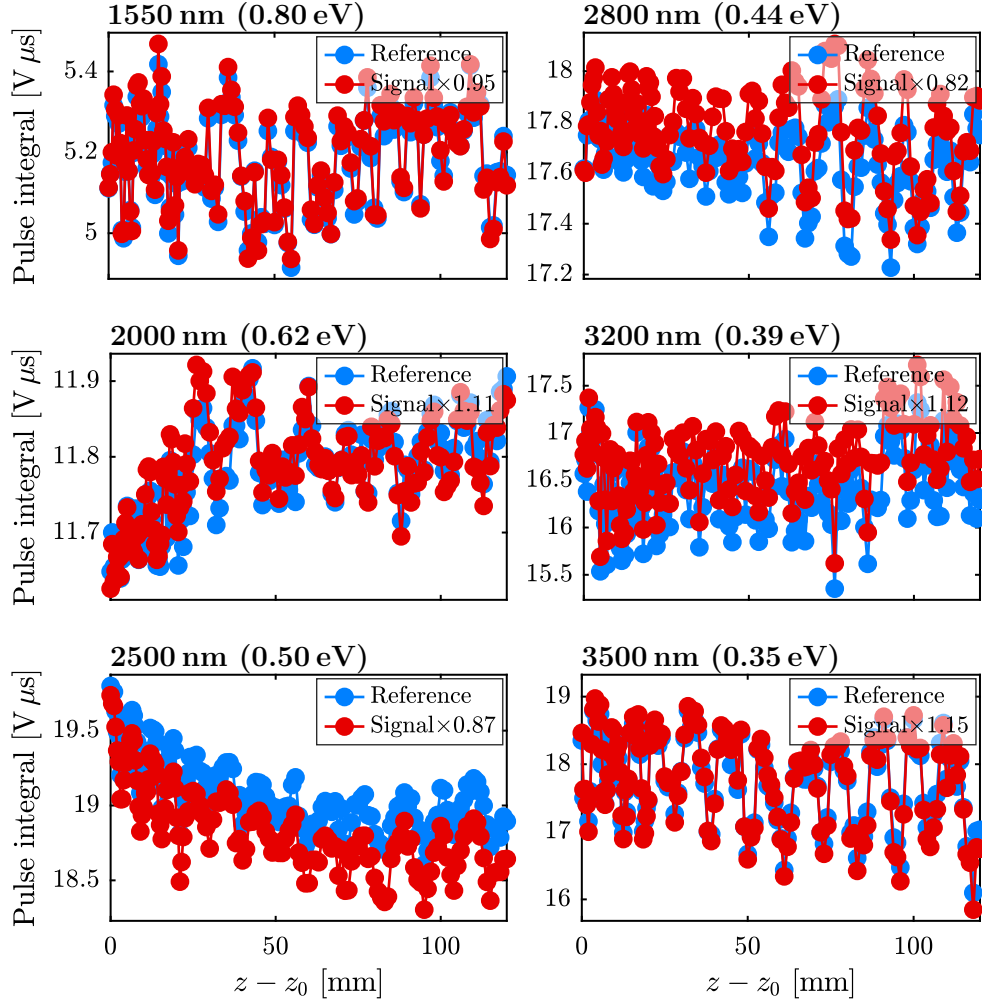 1550 nm (0.80 eV)
Pulse integral [V μs]
5.4
5.2
5
Reference
Signal×0.95
2800 nm (0.44 eV)
18
17.8
17.6
17.4
17.2
Reference
Signal×0.82
2000 nm (0.62 eV)
Pulse integral [V μs]
11.9
11.8
11.7
Reference
Signal×1.11
3200 nm (0.39 eV)
17.5
17
16.5
16
15.5
Reference
Signal×1.12
2500 nm (0.50 eV)
Pulse integral [V μs]
19.5
19
18.5
Reference
Signal×0.87
0 50 100
z − z₀ [mm]
3500 nm (0.35 eV)
19
18
17
16
Reference
Signal×1.15
0 50 100
z − z₀ [mm]